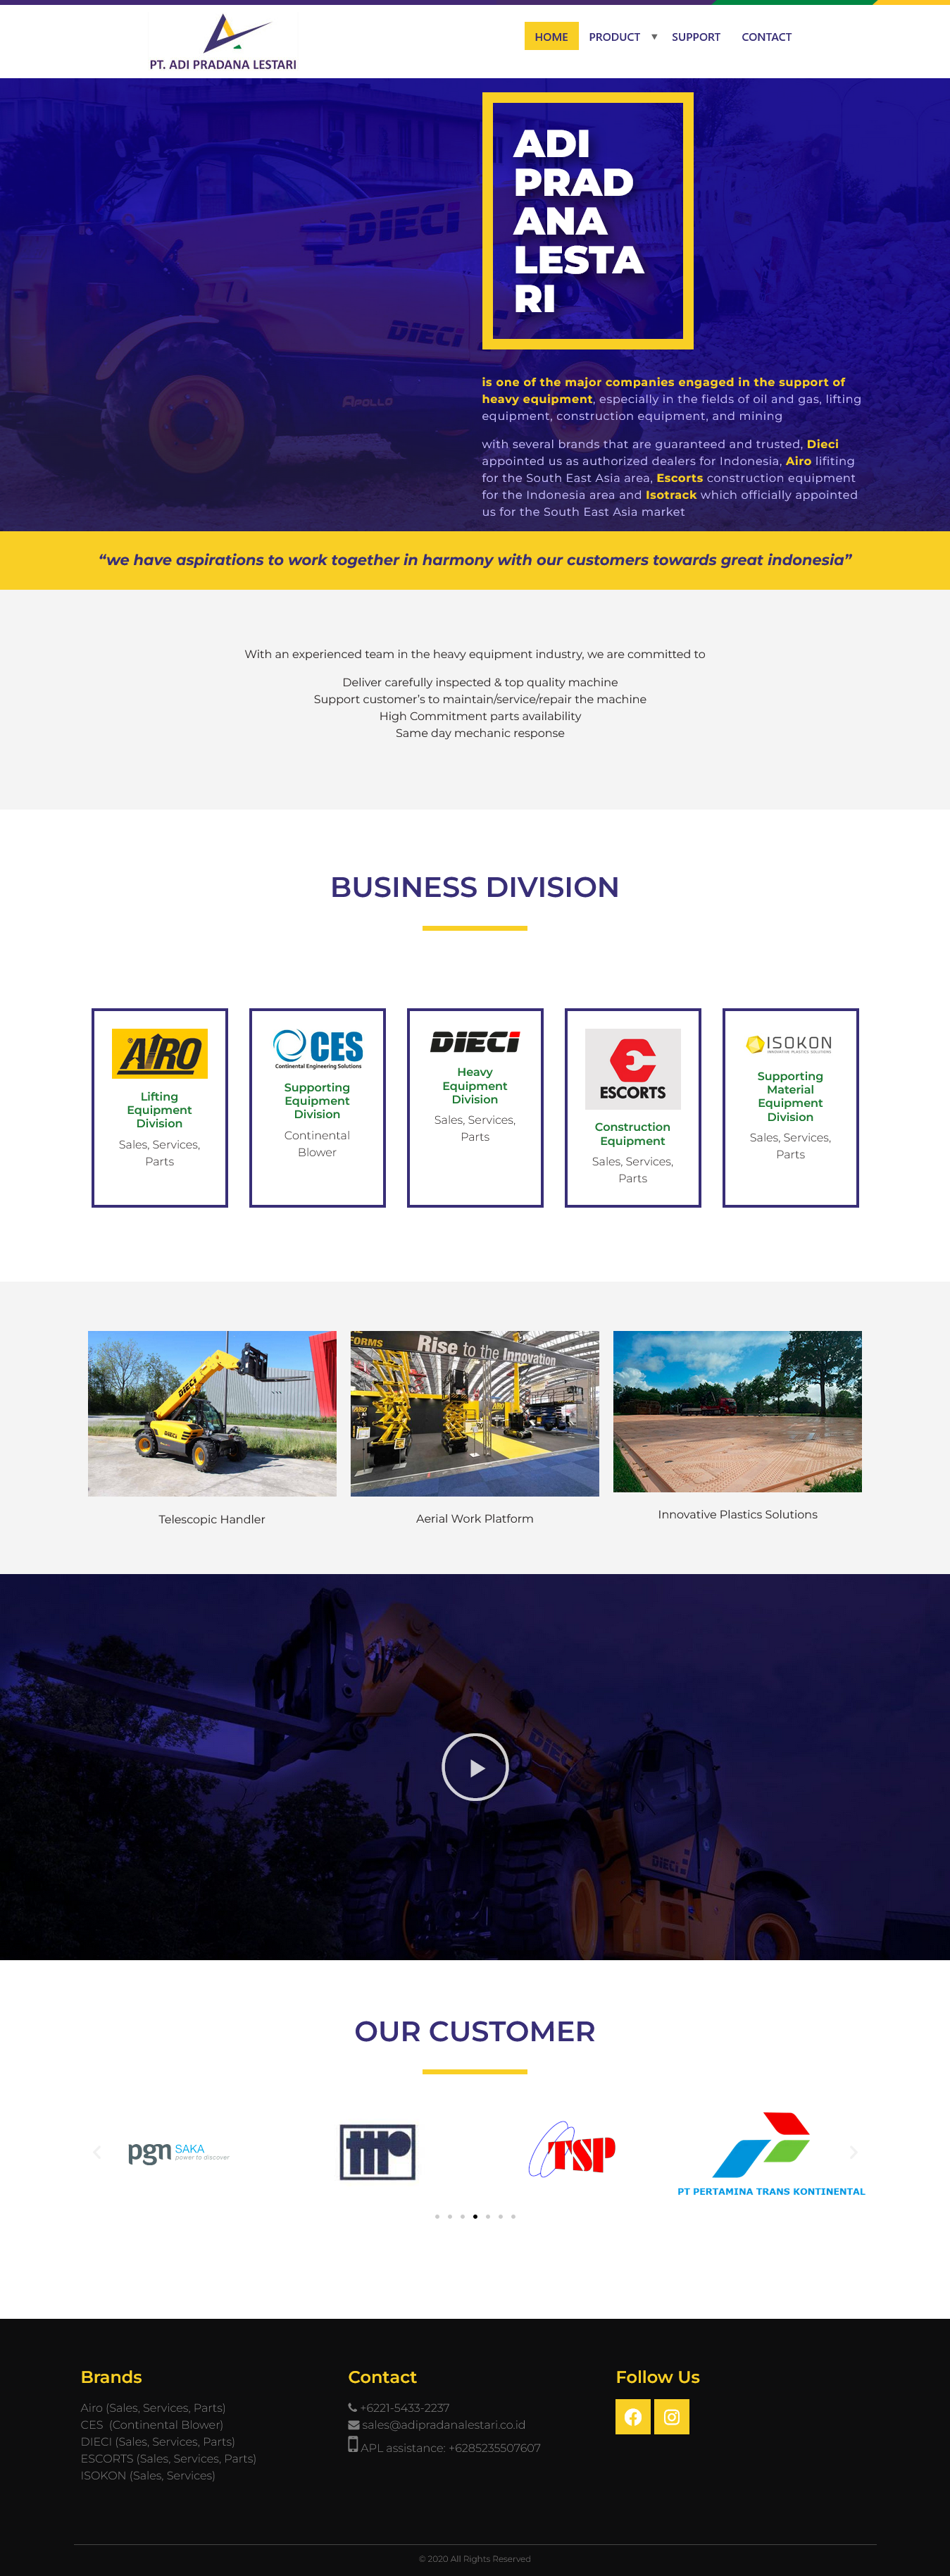 PT. ADI PRADANA LESTARI
HOME PRODUCT ▼ SUPPORT CONTACT
DIECI
DIECI
APOLLO
ADI
PRAD
ANA
LESTA
RI
is one of the major companies engaged in the support of
heavy equipment, especially in the fields of oil and gas, lifting
equipment, construction equipment, and mining
with several brands that are guaranteed and trusted, Dieci
appointed us as authorized dealers for Indonesia, Airo lifiting
for the South East Asia area, Escorts construction equipment
for the Indonesia area and Isotrack which officially appointed
us for the South East Asia market
“we have aspirations to work together in harmony with our customers towards great indonesia”
With an experienced team in the heavy equipment industry, we are committed to
Deliver carefully inspected & top quality machine
Support customer’s to maintain/service/repair the machine
High Commitment parts availability
Same day mechanic response
BUSINESS DIVISION
AIRO
Lifting
Equipment
Division
Sales, Services,
Parts
CES
Continental Engineering Solutions
Supporting
Equipment
Division
Continental
Blower
DIECI
Heavy
Equipment
Division
Sales, Services,
Parts
ESCORTS
Construction
Equipment
Sales, Services,
Parts
ISOKON
INNOVATIVE PLASTICS SOLUTIONS
Supporting
Material
Equipment
Division
Sales, Services,
Parts
DIECI
FORMS
Rise to the Innovation
Telescopic Handler
Aerial Work Platform
Innovative Plastics Solutions
DIECI
DIECI
OUR CUSTOMER
pgn SAKA
power to discover
TSP
PT PERTAMINA TRANS KONTINENTAL
Brands
Airo (Sales, Services, Parts)
CES (Continental Blower)
DIECI (Sales, Services, Parts)
ESCORTS (Sales, Services, Parts)
ISOKON (Sales, Services)
Contact
+6221-5433-2237
sales@adipradanalestari.co.id
APL assistance: +6285235507607
Follow Us
© 2020 All Rights Reserved